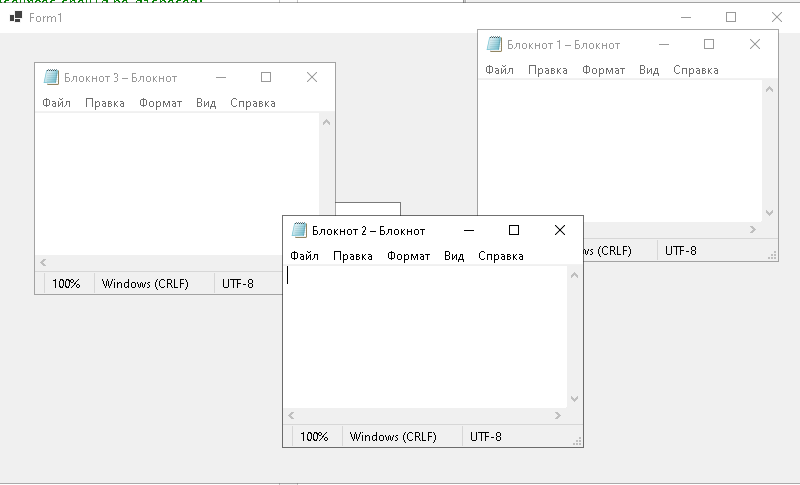 Form1
Блокнот 1 – Блокнот
Файл Правка Формат Вид Справка
(CRLF) UTF-8
Блокнот 3 – Блокнот
Файл Правка Формат Вид Справка
100% Windows (CRLF) UTF-8
Блокнот 2 – Блокнот
Файл Правка Формат Вид Справка
100% Windows (CRLF) UTF-8